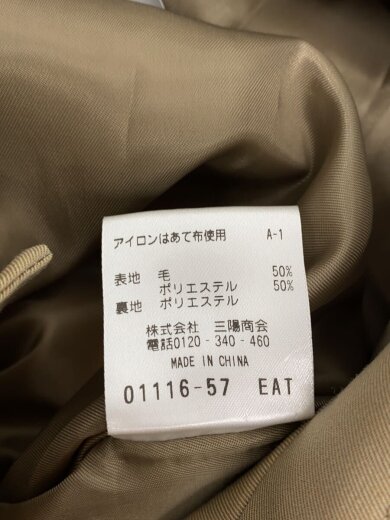 アイロンはあて布使用 A-1
表地 毛 50%
ポリエステル 50%
裏地 ポリエステル
株式会社 三陽商会
電話0120-340-460
MADE IN CHINA
01116-57 EAT